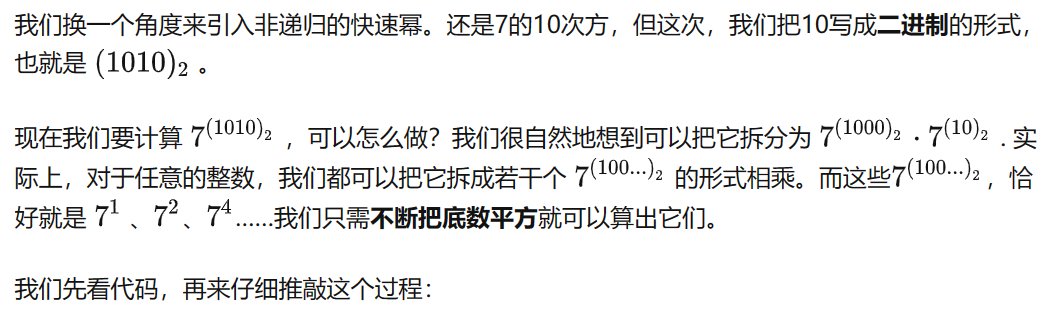 我们换一个角度来引入非递归的快速幂。还是7的10次方，但这次，我们把10写成二进制的形式，
也就是 $(1010)_2$ 。
现在我们要计算 $7^{(1010)_2}$ ，可以怎么做？我们很自然地想到可以把它拆分为 $7^{(1000)_2} \cdot 7^{(10)_2}$ . 实
际上，对于任意的整数，我们都可以把它拆成若干个 $7^{(100...)_2}$ 的形式相乘。而这些$7^{(100...)_2}$，恰
好就是 $7^1$ 、$7^2$、$7^4$……我们只需不断把底数平方就可以算出它们。
我们先看代码，再来仔细推敲这个过程：